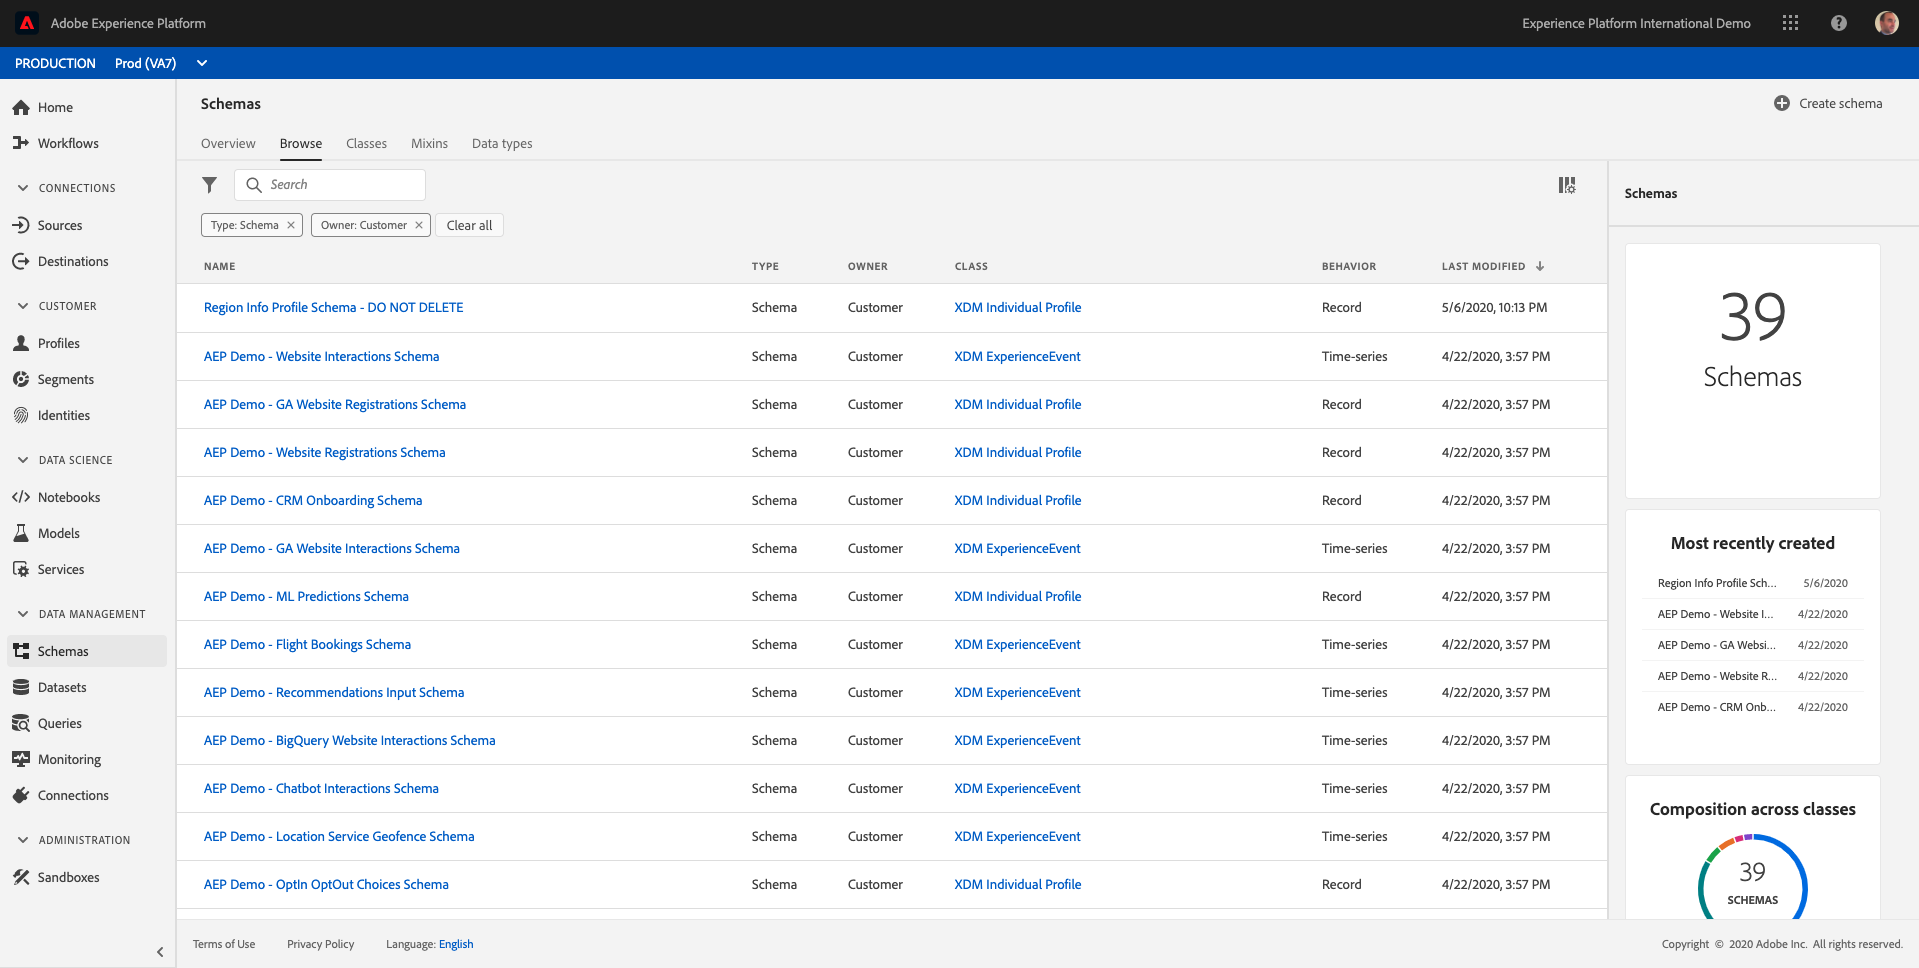 Adobe Experience Platform
Experience Platform International Demo
PRODUCTION Prod (VA7)
Home
Workflows
CONNECTIONS
Sources
Destinations
CUSTOMER
Profiles
Segments
Identities
DATA SCIENCE
Notebooks
Models
Services
DATA MANAGEMENT
Schemas
Datasets
Queries
Monitoring
Connections
ADMINISTRATION
Sandboxes
Schemas
Create schema
Overview Browse Classes Mixins Data types
Search
Type: Schema Owner: Customer Clear all
NAME TYPE OWNER CLASS BEHAVIOR LAST MODIFIED
Region Info Profile Schema - DO NOT DELETE Schema Customer XDM Individual Profile Record 5/6/2020, 10:13 PM
AEP Demo - Website Interactions Schema Schema Customer XDM ExperienceEvent Time-series 4/22/2020, 3:57 PM
AEP Demo - GA Website Registrations Schema Schema Customer XDM Individual Profile Record 4/22/2020, 3:57 PM
AEP Demo - Website Registrations Schema Schema Customer XDM Individual Profile Record 4/22/2020, 3:57 PM
AEP Demo - CRM Onboarding Schema Schema Customer XDM Individual Profile Record 4/22/2020, 3:57 PM
AEP Demo - GA Website Interactions Schema Schema Customer XDM ExperienceEvent Time-series 4/22/2020, 3:57 PM
AEP Demo - ML Predictions Schema Schema Customer XDM Individual Profile Record 4/22/2020, 3:57 PM
AEP Demo - Flight Bookings Schema Schema Customer XDM ExperienceEvent Time-series 4/22/2020, 3:57 PM
AEP Demo - Recommendations Input Schema Schema Customer XDM ExperienceEvent Time-series 4/22/2020, 3:57 PM
AEP Demo - BigQuery Website Interactions Schema Schema Customer XDM ExperienceEvent Time-series 4/22/2020, 3:57 PM
AEP Demo - Chatbot Interactions Schema Schema Customer XDM ExperienceEvent Time-series 4/22/2020, 3:57 PM
AEP Demo - Location Service Geofence Schema Schema Customer XDM ExperienceEvent Time-series 4/22/2020, 3:57 PM
AEP Demo - OptIn OptOut Choices Schema Schema Customer XDM Individual Profile Record 4/22/2020, 3:57 PM
Schemas
39
Schemas
Most recently created
Region Info Profile Sch... 5/6/2020
AEP Demo - Website I... 4/22/2020
AEP Demo - GA Websi... 4/22/2020
AEP Demo - Website R... 4/22/2020
AEP Demo - CRM Onb... 4/22/2020
Composition across classes
39
SCHEMAS
Terms of Use Privacy Policy Language: English
Copyright © 2020 Adobe Inc. All rights reserved.